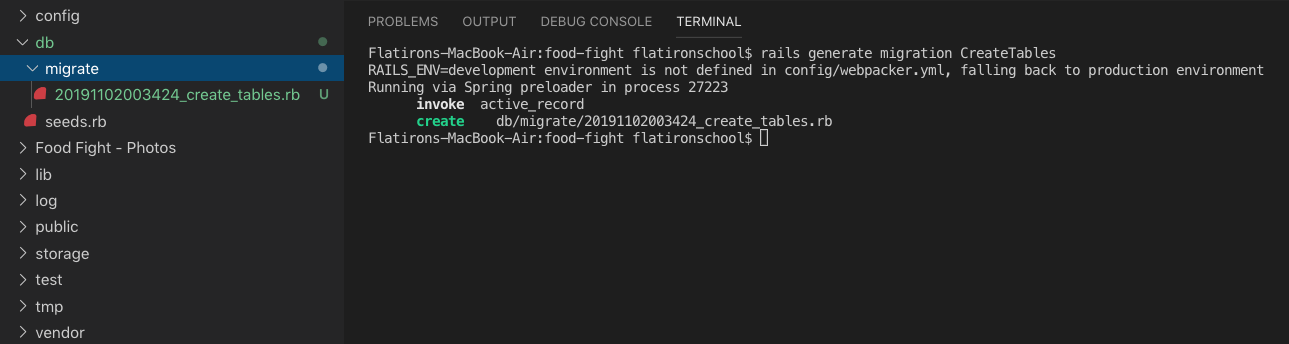 config
db
migrate
20191102003424_create_tables.rb U
seeds.rb
Food Fight - Photos
lib
log
public
storage
test
tmp
vendor
PROBLEMS OUTPUT DEBUG CONSOLE TERMINAL
Flatirons-MacBook-Air:food-fight flatironschool$ rails generate migration CreateTables
RAILS_ENV=development environment is not defined in config/webpacker.yml, falling back to production environment
Running via Spring preloader in process 27223
invoke active_record
create db/migrate/20191102003424_create_tables.rb
Flatirons-MacBook-Air:food-fight flatironschool$